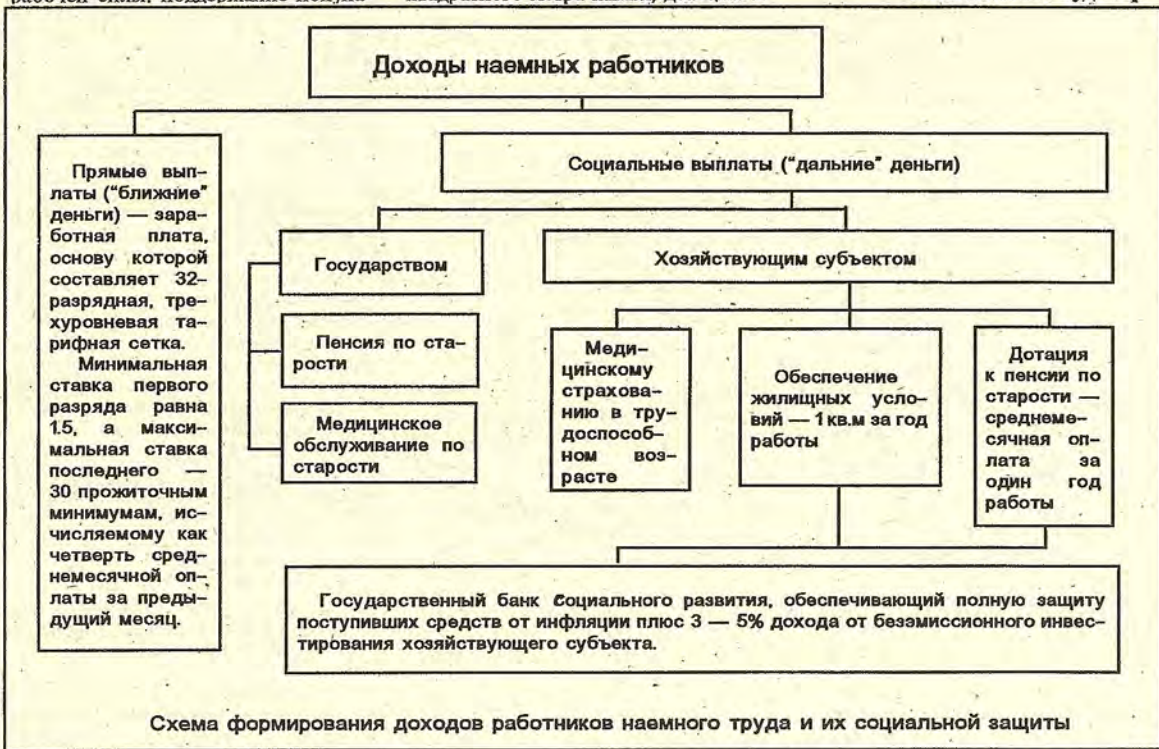 Доходы наемных работников
Прямые вып-
латы ("ближние"
деньги) — зара-
ботная плата,
основу которой
составляет 32-
разрядная, тре-
хуровневая та-
рифная сетка.
Минимальная
ставка первого
разряда равна
1.5, а макси-
мальная ставка
последнего —
30 прожиточным
минимумам, ис-
числяемому как
четверть сред-
немесячной оп-
латы за преды-
дущий месяц.
Социальные выплаты ("дальние" деньги)
Государством
Пенсия по ста-
рости
Медицинское
обслуживание по
старости
Хозяйствующим субъектом
Меди-
цинскому
страхова-
нию в тру-
доспособ-
ном воз-
расте
Обеспечение
жилищных усло-
вий — 1 кв.м за год
работы
Дотация
к пенсии по
старости —
среднеме-
сячная оп-
лата за
один год
работы
Государственный банк Социального развития, обеспечивающий полную защиту
поступивших средств от инфляции плюс 3 — 5% дохода от безэмиссионного инвес-
тирования хозяйствующего субъекта.
Схема формирования доходов работников наемного труда и их социальной защиты